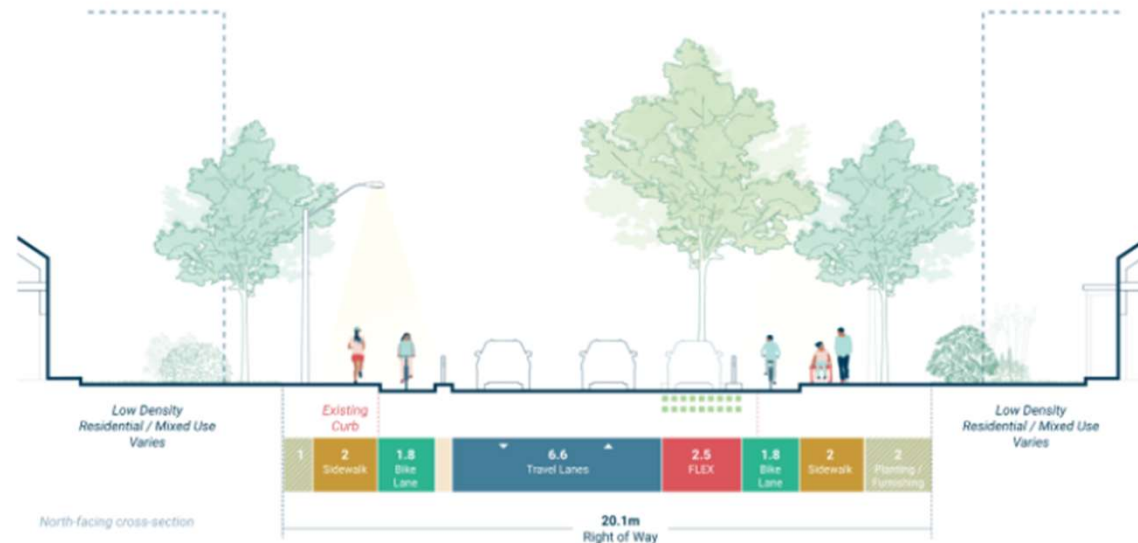 Low Density
Residential / Mixed Use
Varies
Existing
Curb
Low Density
Residential / Mixed Use
Varies
1
2
Sidewalk
1.8
Bike
Lane
6.6
Travel Lanes
2.5
FLEX
1.8
Bike
Lane
2
Sidewalk
2
Planting /
Furnishing
North-facing cross-section
20.1m
Right of Way